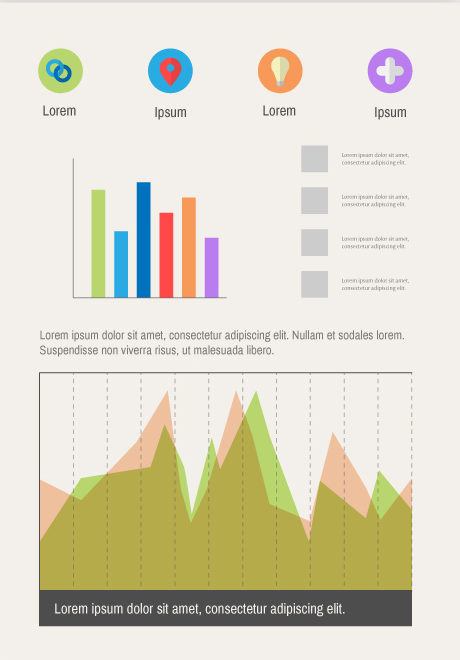 Lorem
Ipsum
Lorem
Ipsum
Lorem ipsum dolor sit amet,
consectetur adipiscing elit.
Lorem ipsum dolor sit amet,
consectetur adipiscing elit.
Lorem ipsum dolor sit amet,
consectetur adipiscing elit.
Lorem ipsum dolor sit amet,
consectetur adipiscing elit.
Lorem ipsum dolor sit amet, consectetur adipiscing elit. Nullam et sodales lorem.
Suspendisse non viverra risus, ut malesuada libero.
Lorem ipsum dolor sit amet, consectetur adipiscing elit.